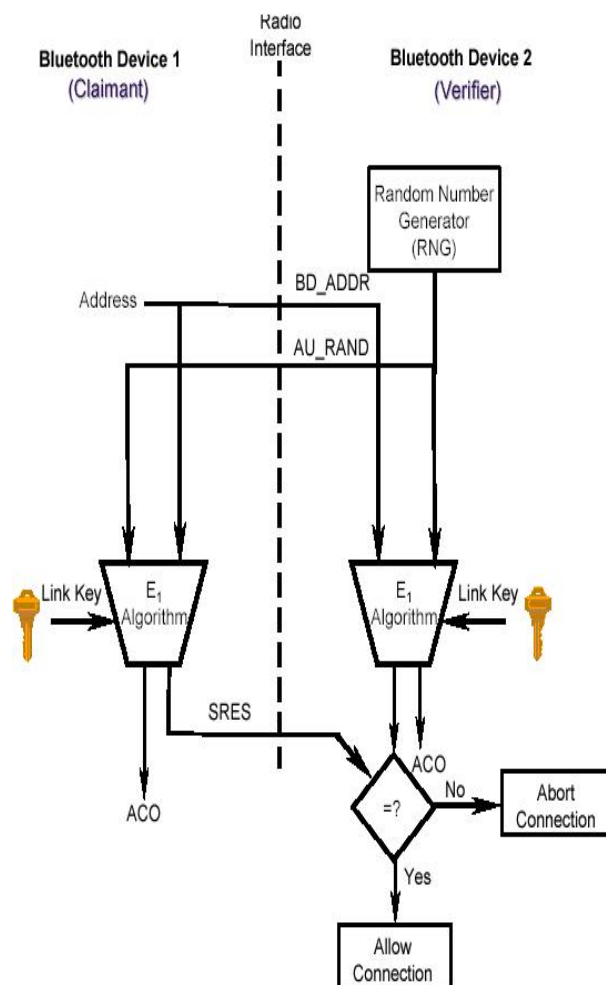 Radio
Interface
Bluetooth Device 1
(Claimant)
Bluetooth Device 2
(Verifier)
Random Number
Generator
(RNG)
BD_ADDR
Address
AU_RAND
Link Key
E1
Algorithm
E1
Algorithm
Link Key
SRES
ACO
ACO
=?
No
Abort
Connection
Yes
Allow
Connection